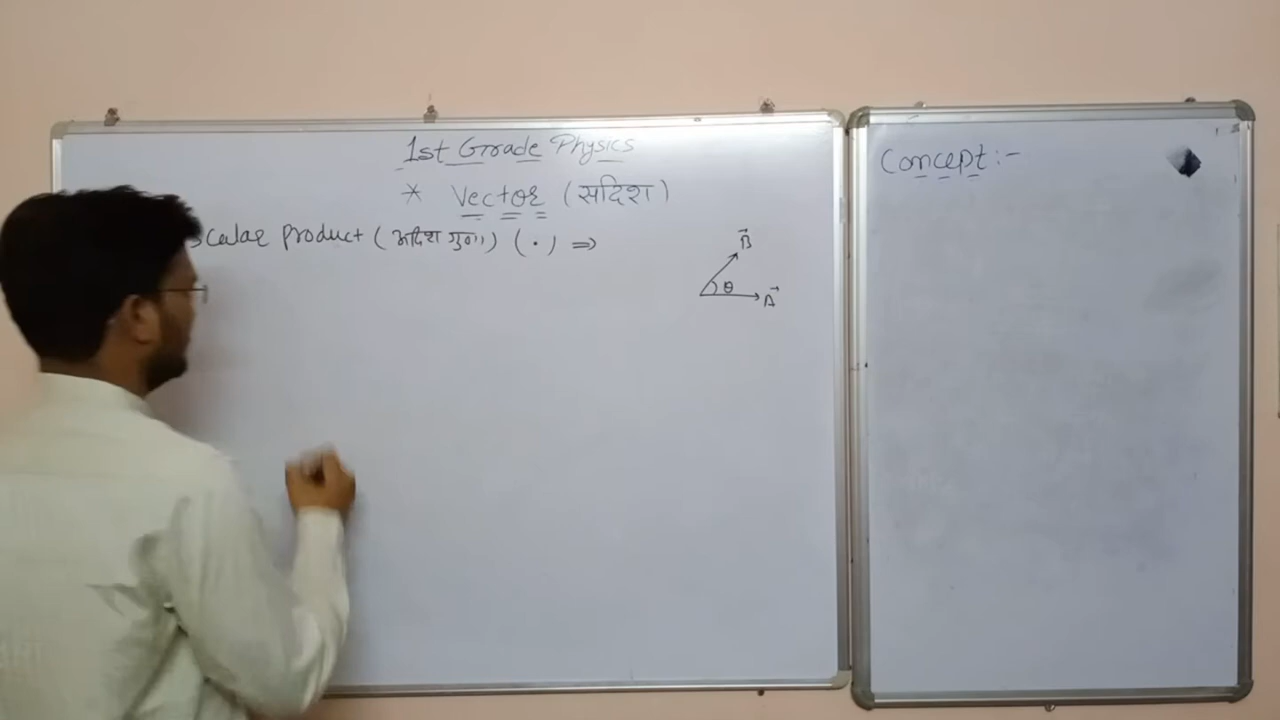 1st Grade Physics
* Vector (सदिश)
scalar product (अदिश गुणा) (·) ⇒
B⃗
θ
A⃗
Concept:-